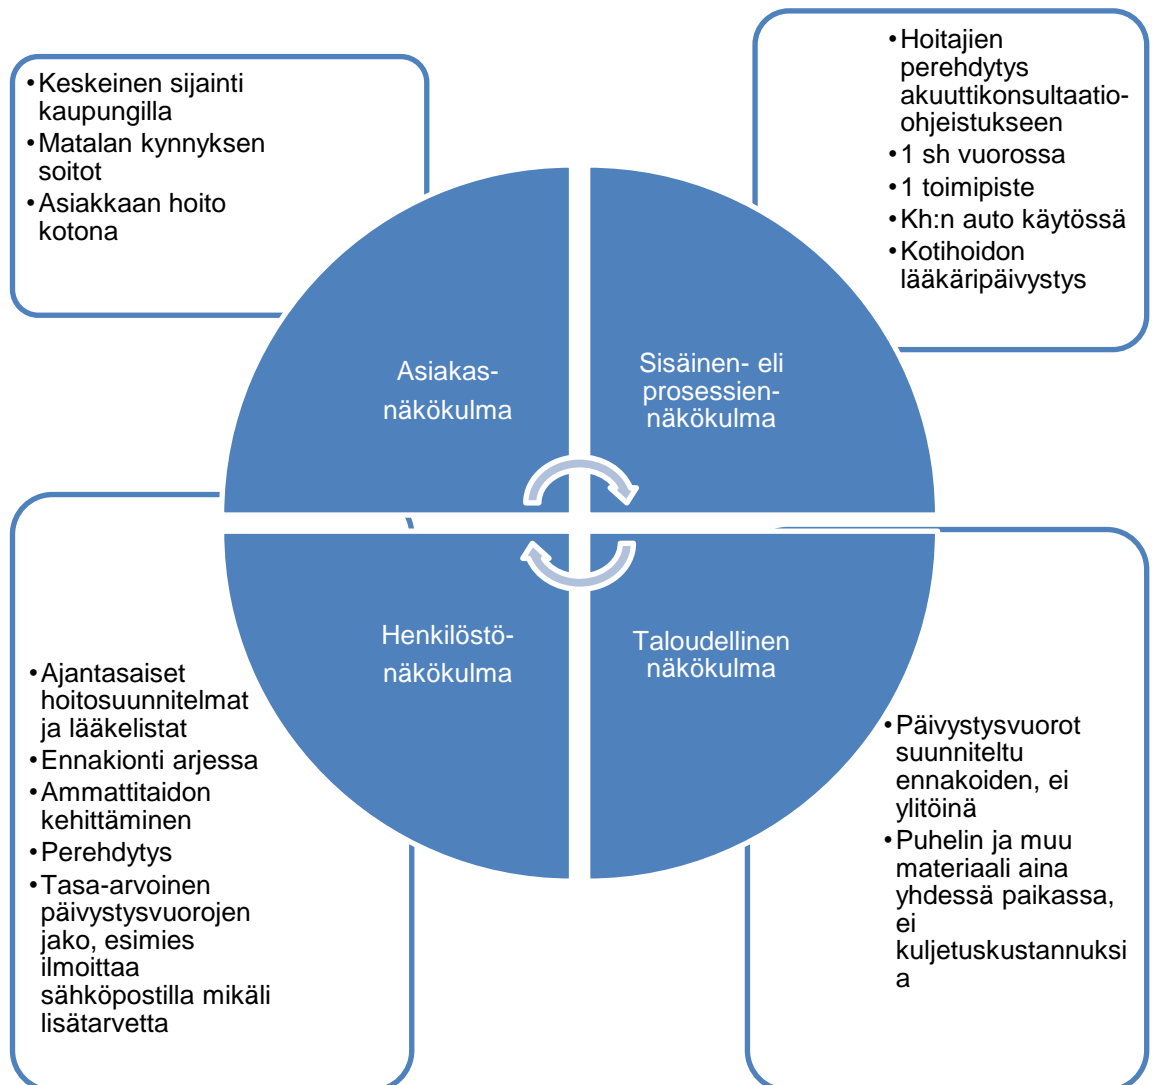 •Keskeinen sijainti
kaupungilla
•Matalan kynnyksen
soitot
•Asiakkaan hoito
kotona
•Hoitajien
perehdytys
akuuttikonsultaatio-
ohjeistukseen
•1 sh vuorossa
•1 toimipiste
•Kh:n auto käytössä
•Kotihoidon
lääkäripäivystys
Asiakas-
näkökulma
Sisäinen- eli
prosessien-
näkökulma
Henkilöstö-
näkökulma
Taloudellinen
näkökulma
•Ajantasaiset
hoitosuunnitelmat
ja lääkelistat
•Ennakionti arjessa
•Ammattitaidon
kehittäminen
•Perehdytys
•Tasa-arvoinen
päivystysvuorojen
jako, esimies
ilmoittaa
sähköpostilla mikäli
lisätarvetta
•Päivystysvuorot
suunniteltu
ennakoiden, ei
ylitöinä
•Puhelin ja muu
materiaali aina
yhdessä paikassa,
ei
kuljetuskustannuksi
a